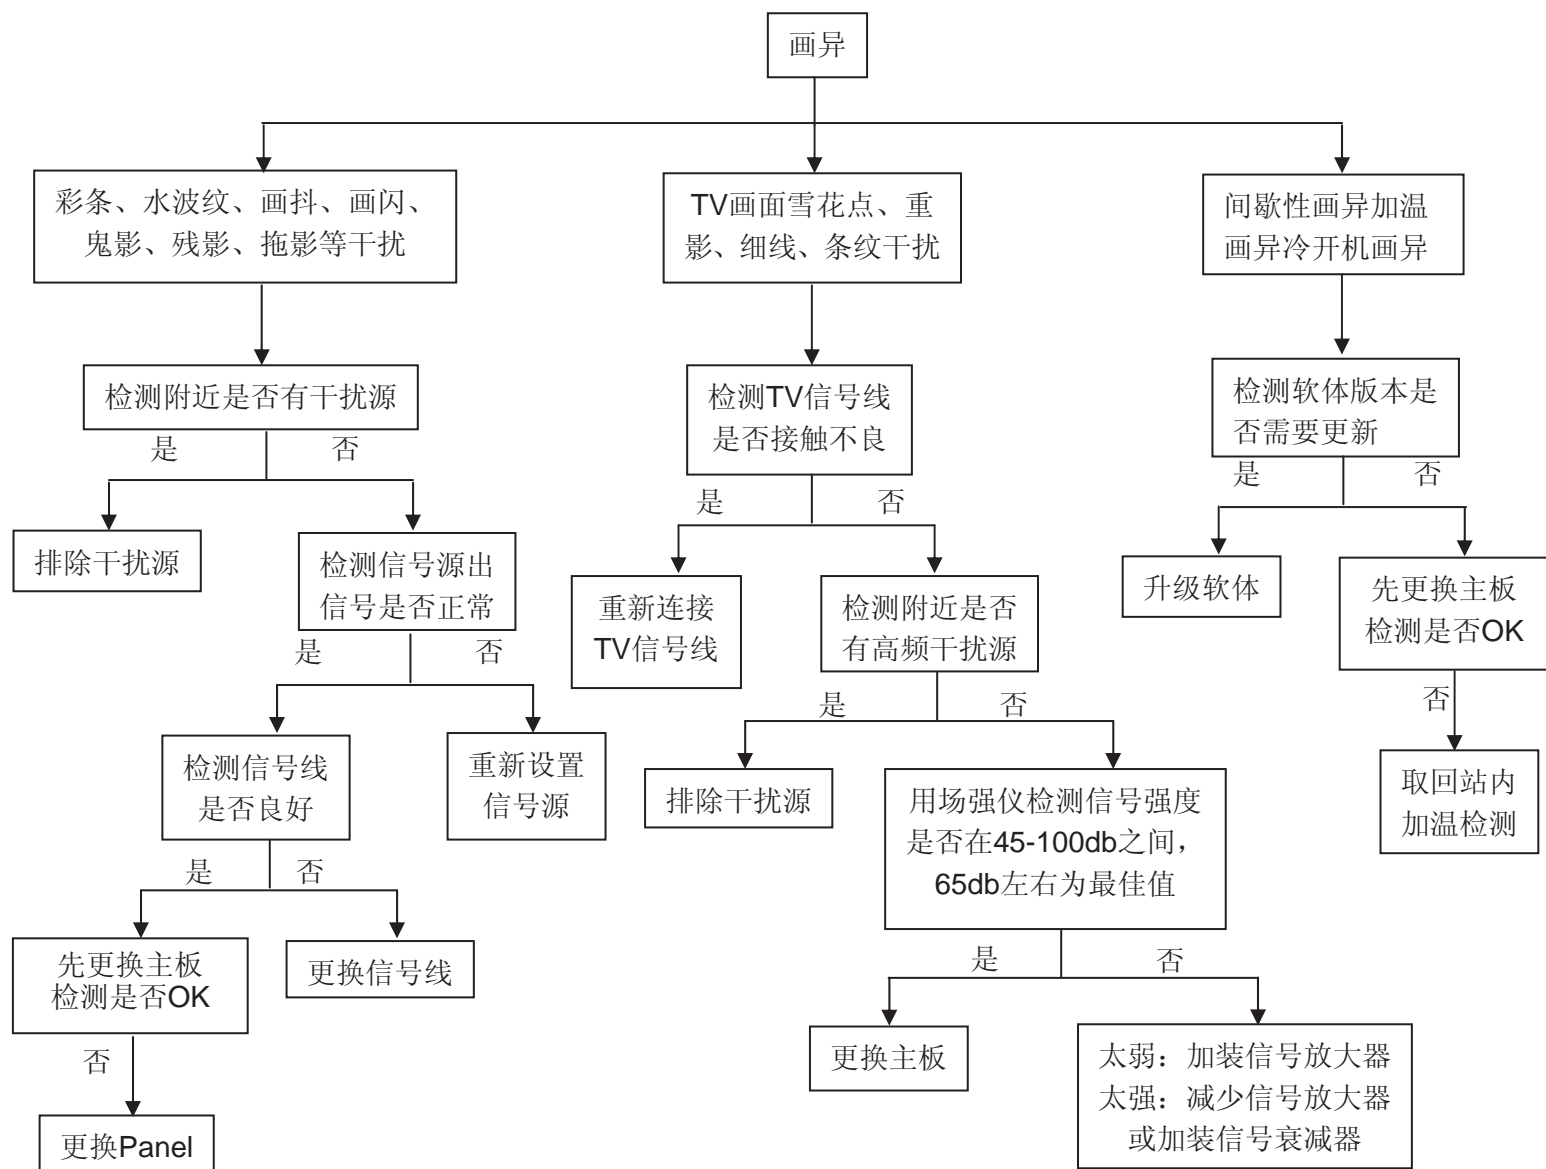 画异
彩条、水波纹、画抖、画闪、
鬼影、残影、拖影等干扰
TV画面雪花点、重
影、细线、条纹干扰
间歇性画异加温
画异冷开机画异
检测附近是否有干扰源
检测TV信号线
是否接触不良
检测软体版本是
否需要更新
是
否
是
否
是
否
排除干扰源
检测信号源出
信号是否正常
重新连接
TV信号线
检测附近是否
有高频干扰源
升级软体
先更换主板
检测是否OK
是
否
是
否
否
检测信号线
是否良好
重新设置
信号源
排除干扰源
用场强仪检测信号强度
是否在45-100db之间，
65db左右为最佳值
取回站内
加温检测
是
否
是
否
先更换主板
检测是否OK
更换信号线
更换主板
太弱：加装信号放大器
太强：减少信号放大器
或加装信号衰减器
否
更换Panel